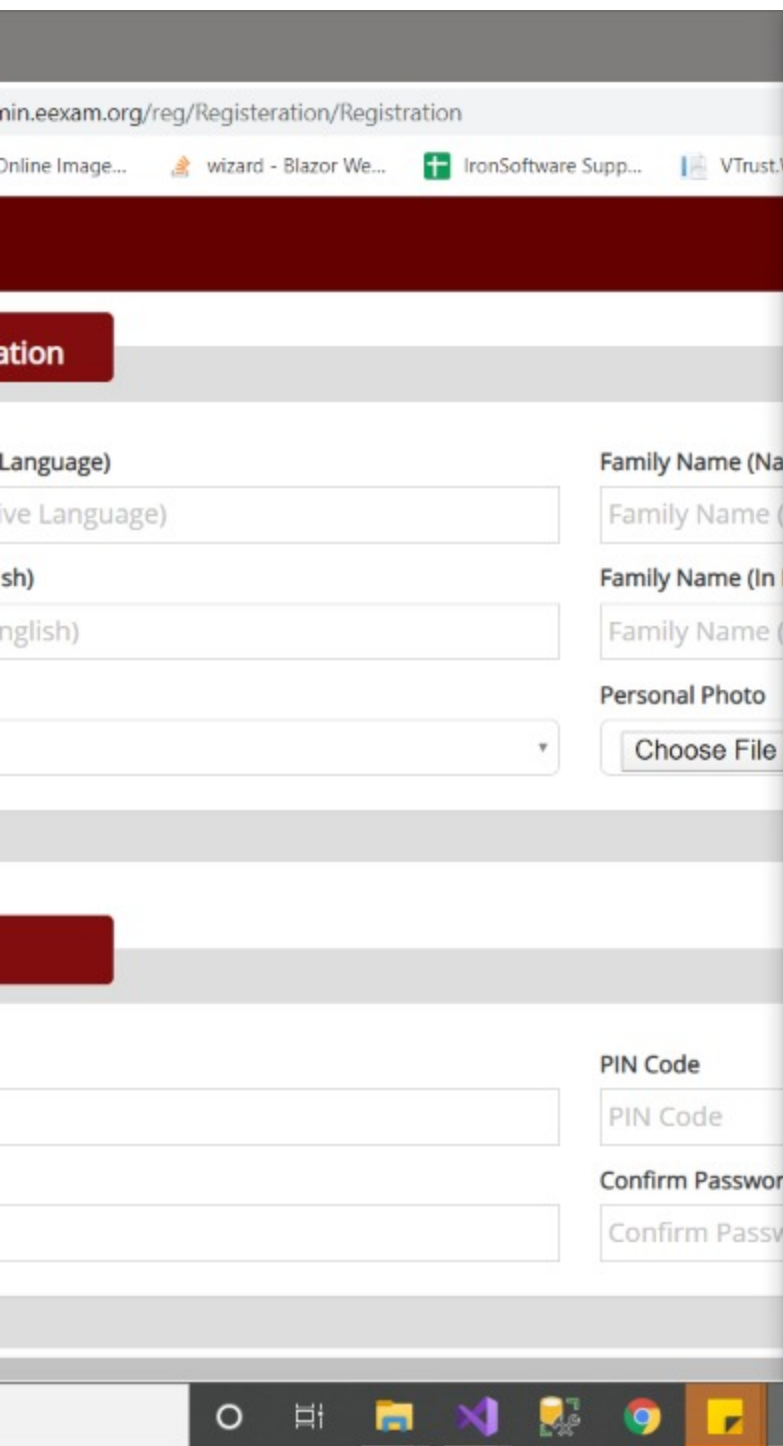 min.eexam.org/reg/Registeration/Registration
Online Image... wizard - Blazor We... IronSoftware Supp... VTrust.
ation
Language) Family Name (Na
ive Language) Family Name (
sh) Family Name (In
nglish) Family Name (
Personal Photo
Choose File
PIN Code
PIN Code
Confirm Passwor
Confirm Passw